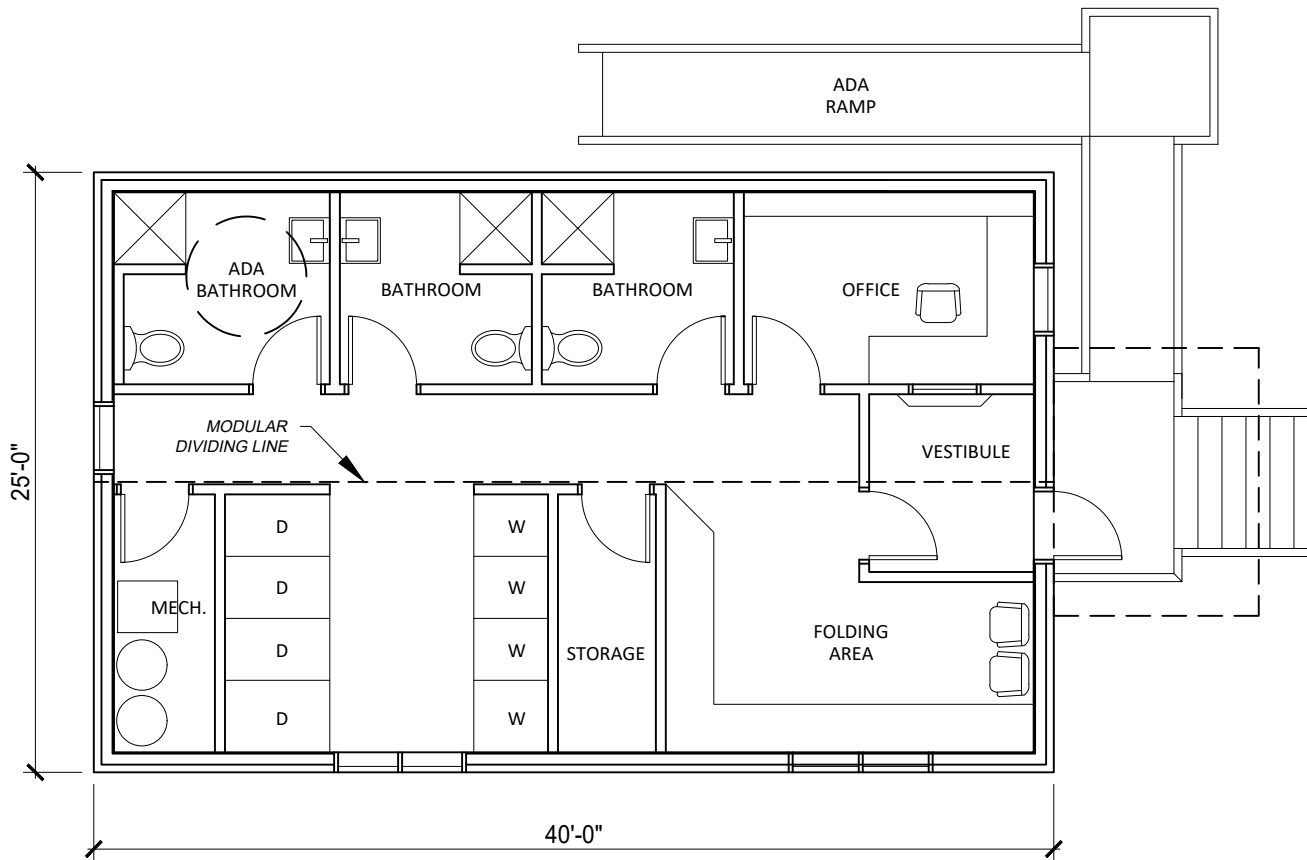 ADA
RAMP
ADA
BATHROOM
BATHROOM
BATHROOM
OFFICE
MODULAR
DIVIDING LINE
VESTIBULE
25'-0"
D
W
D
W
MECH.
D
W
STORAGE
FOLDING
AREA
D
W
40'-0"